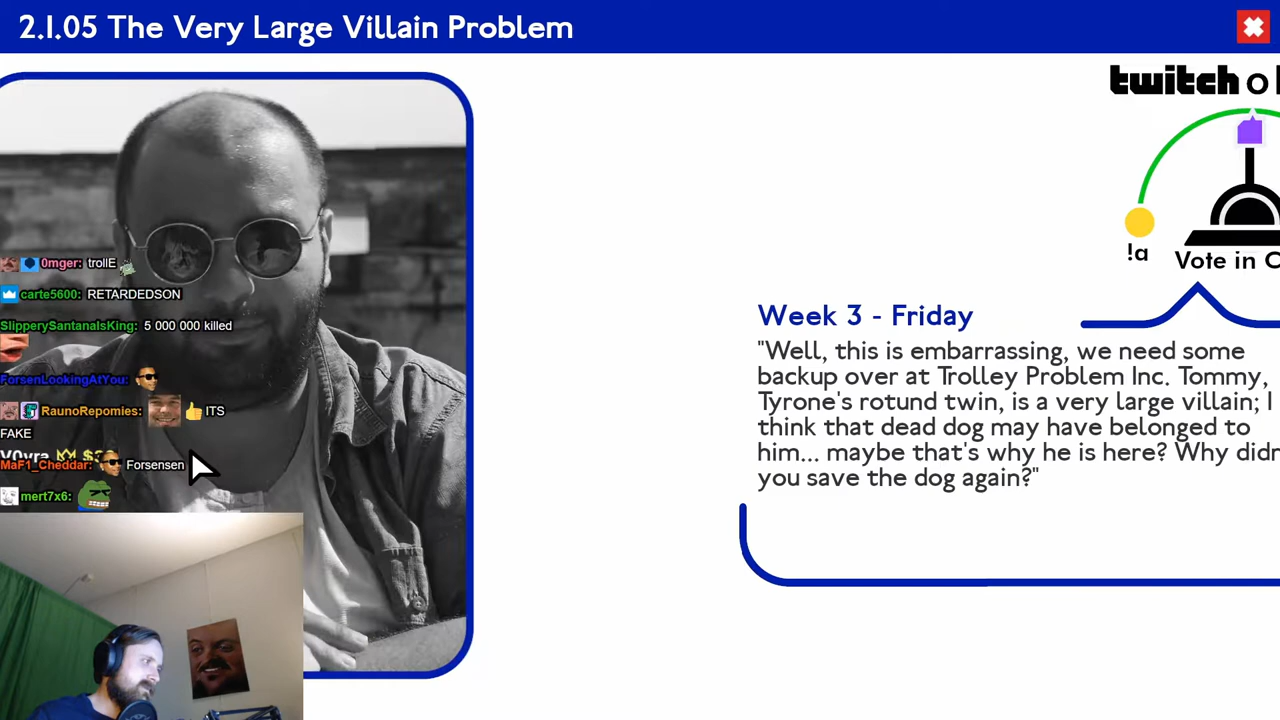 2.1.05 The Very Large Villain Problem
twitch
!a
Vote in
Week 3 - Friday
"Well, this is embarrassing, we need some
backup over at Trolley Problem Inc. Tommy,
Tyrone's rotund twin, is a very large villain; I
think that dead dog may have belonged to
him... maybe that's why he is here? Why didn
you save the dog again?"
0mger: trollE
carte5600: RETARDEDSON
SlipperySantanaIsKing: 5 000 000 killed
ForsenLookingAtYou:
RaunoRepomies: ITS
FAKE
V0yra
MaF1_Cheddar: Forsensen
mert7x6: